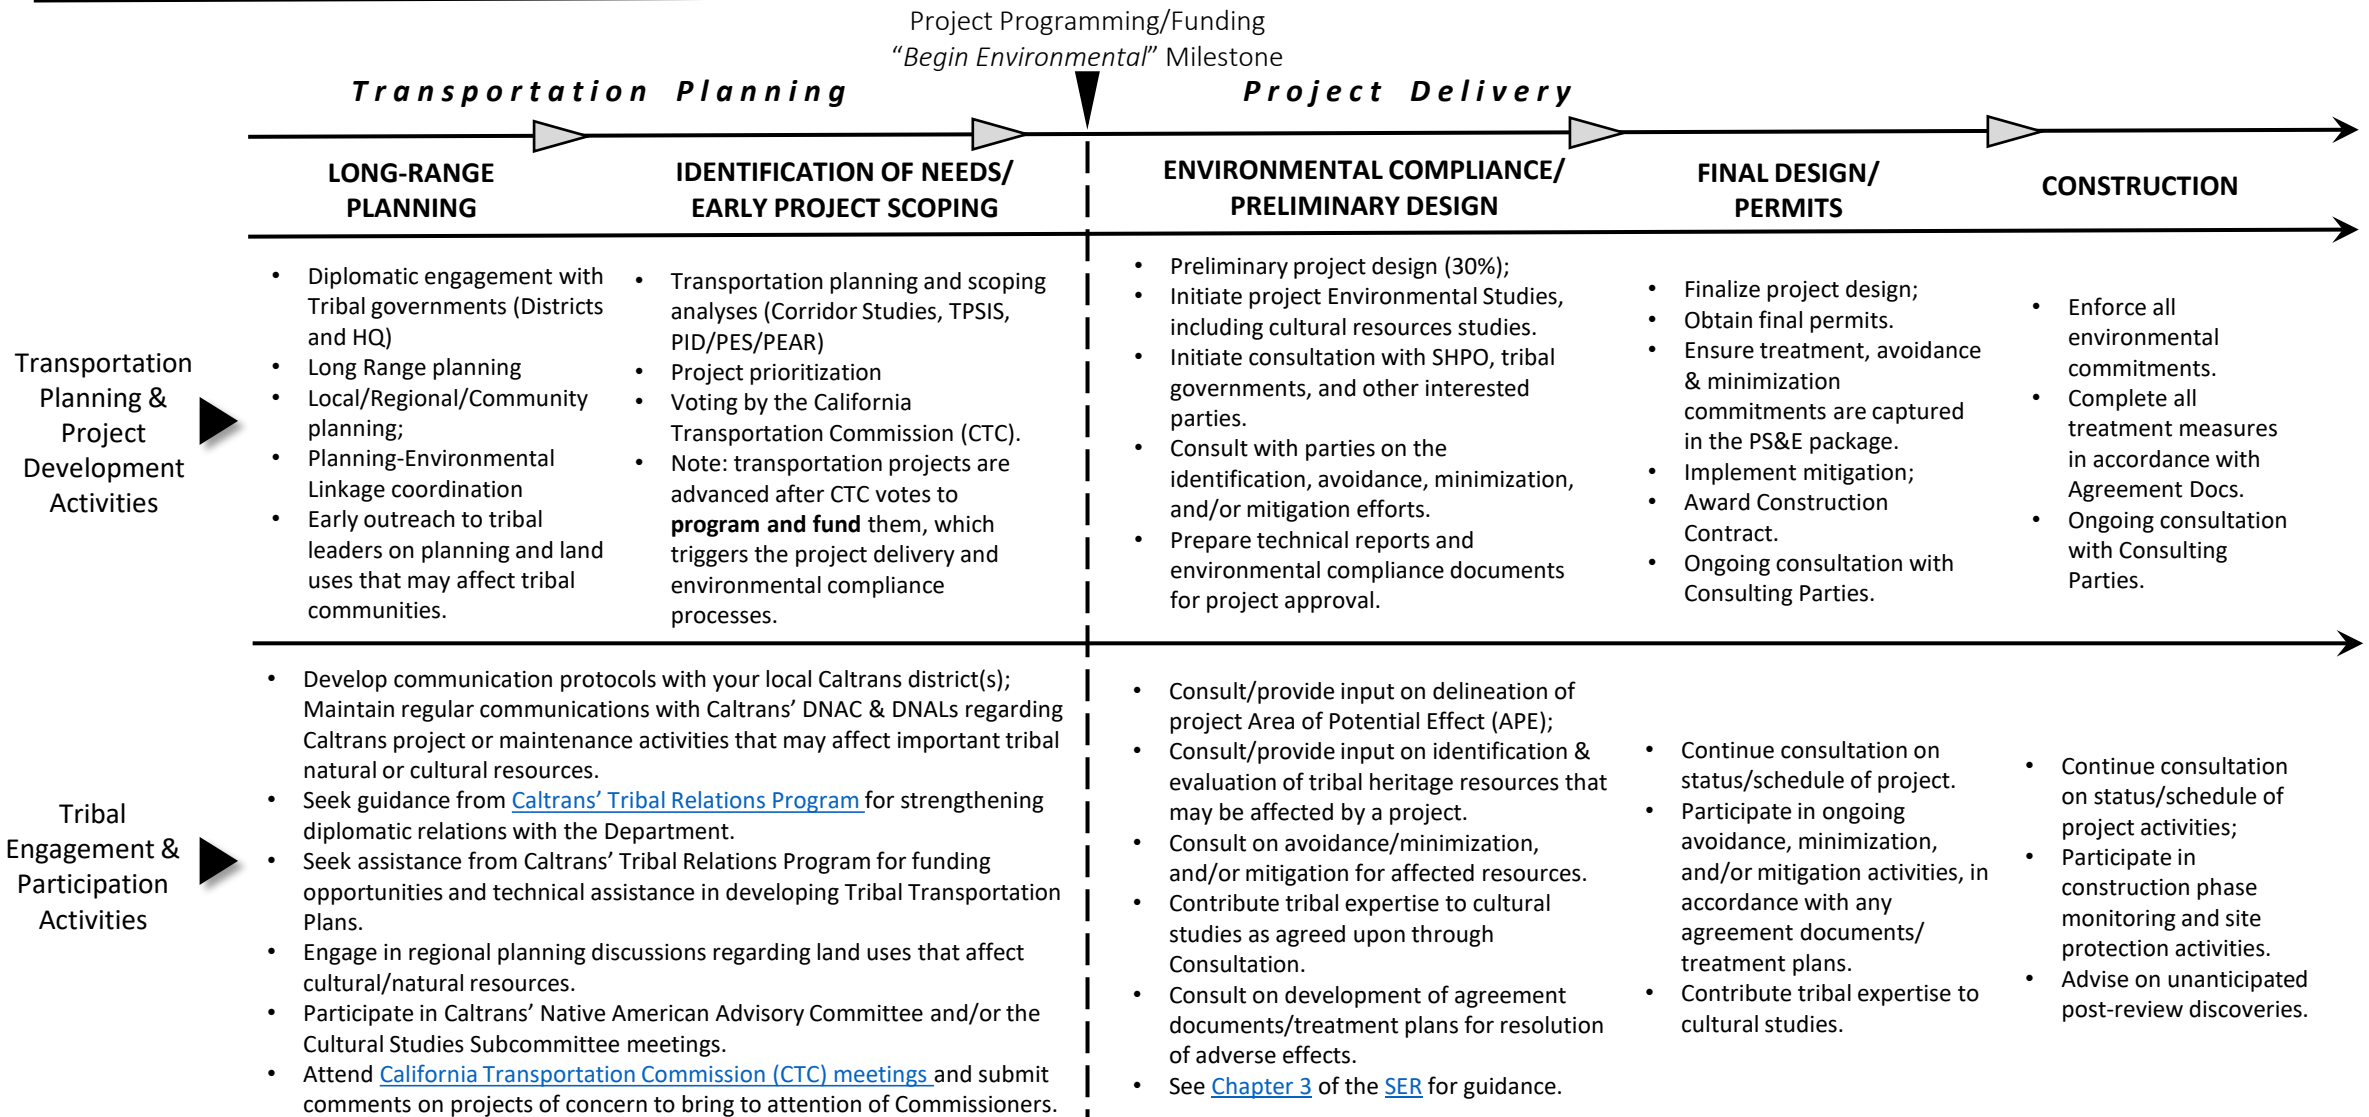 Project Programming/Funding
“Begin Environmental” Milestone
Transportation Planning
Project Delivery
LONG-RANGE
PLANNING
IDENTIFICATION OF NEEDS/
EARLY PROJECT SCOPING
ENVIRONMENTAL COMPLIANCE/
PRELIMINARY DESIGN
FINAL DESIGN/
PERMITS
CONSTRUCTION
Transportation
Planning &
Project
Development
Activities
• Diplomatic engagement with
Tribal governments (Districts
and HQ)
• Long Range planning
• Local/Regional/Community
planning;
• Planning-Environmental
Linkage coordination
• Early outreach to tribal
leaders on planning and land
uses that may affect tribal
communities.
• Transportation planning and scoping
analyses (Corridor Studies, TPSIS,
PID/PES/PEAR)
• Project prioritization
• Voting by the California
Transportation Commission (CTC).
• Note: transportation projects are
advanced after CTC votes to
program and fund them, which
triggers the project delivery and
environmental compliance
processes.
• Preliminary project design (30%);
• Initiate project Environmental Studies,
including cultural resources studies.
• Initiate consultation with SHPO, tribal
governments, and other interested
parties.
• Consult with parties on the
identification, avoidance, minimization,
and/or mitigation efforts.
• Prepare technical reports and
environmental compliance documents
for project approval.
• Finalize project design;
• Obtain final permits.
• Ensure treatment, avoidance
& minimization
commitments are captured
in the PS&E package.
• Implement mitigation;
• Award Construction
Contract.
• Ongoing consultation with
Consulting Parties.
• Enforce all
environmental
commitments.
• Complete all
treatment measures
in accordance with
Agreement Docs.
• Ongoing consultation
with Consulting
Parties.
Tribal
Engagement &
Participation
Activities
• Develop communication protocols with your local Caltrans district(s);
Maintain regular communications with Caltrans’ DNAC & DNALs regarding
Caltrans project or maintenance activities that may affect important tribal
natural or cultural resources.
• Seek guidance from Caltrans’ Tribal Relations Program for strengthening
diplomatic relations with the Department.
• Seek assistance from Caltrans’ Tribal Relations Program for funding
opportunities and technical assistance in developing Tribal Transportation
Plans.
• Engage in regional planning discussions regarding land uses that affect
cultural/natural resources.
• Participate in Caltrans’ Native American Advisory Committee and/or the
Cultural Studies Subcommittee meetings.
• Attend California Transportation Commission (CTC) meetings and submit
comments on projects of concern to bring to attention of Commissioners.
• Consult/provide input on delineation of
project Area of Potential Effect (APE);
• Consult/provide input on identification &
evaluation of tribal heritage resources that
may be affected by a project.
• Consult on avoidance/minimization,
and/or mitigation for affected resources.
• Contribute tribal expertise to cultural
studies as agreed upon through
Consultation.
• Consult on development of agreement
documents/treatment plans for resolution
of adverse effects.
• See Chapter 3 of the SER for guidance.
• Continue consultation on
status/schedule of project.
• Participate in ongoing
avoidance, minimization,
and/or mitigation activities, in
accordance with any
agreement documents/
treatment plans.
• Contribute tribal expertise to
cultural studies.
• Continue consultation
on status/schedule of
project activities;
• Participate in
construction phase
monitoring and site
protection activities.
• Advise on unanticipated
post-review discoveries.